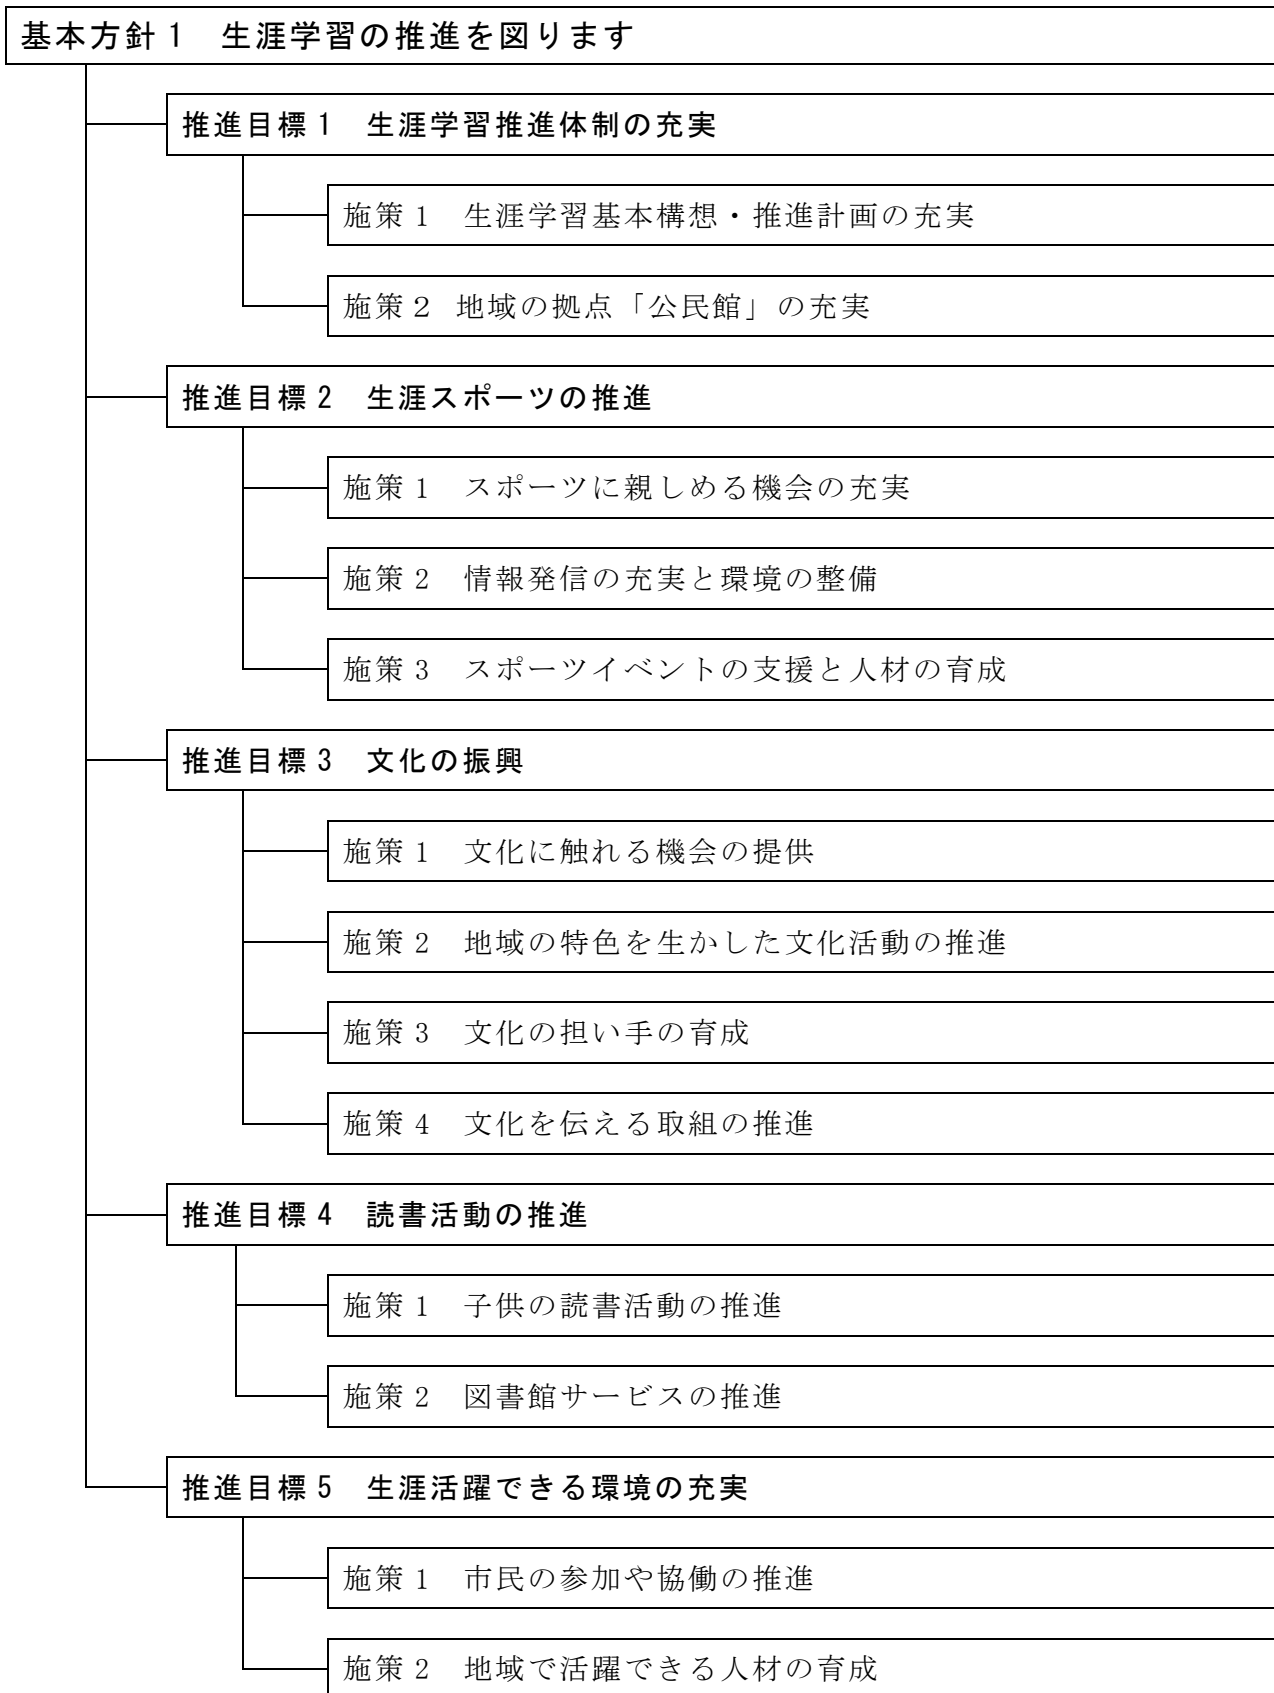 基本方針1　生涯学習の推進を図ります
推進目標1　生涯学習推進体制の充実
施策1　生涯学習基本構想・推進計画の充実
施策2 地域の拠点「公民館」の充実
推進目標2　生涯スポーツの推進
施策1　スポーツに親しめる機会の充実
施策2　情報発信の充実と環境の整備
施策3　スポーツイベントの支援と人材の育成
推進目標3　文化の振興
施策1　文化に触れる機会の提供
施策2　地域の特色を生かした文化活動の推進
施策3　文化の担い手の育成
施策4　文化を伝える取組の推進
推進目標4　読書活動の推進
施策1　子供の読書活動の推進
施策2　図書館サービスの推進
推進目標5　生涯活躍できる環境の充実
施策1　市民の参加や協働の推進
施策2　地域で活躍できる人材の育成